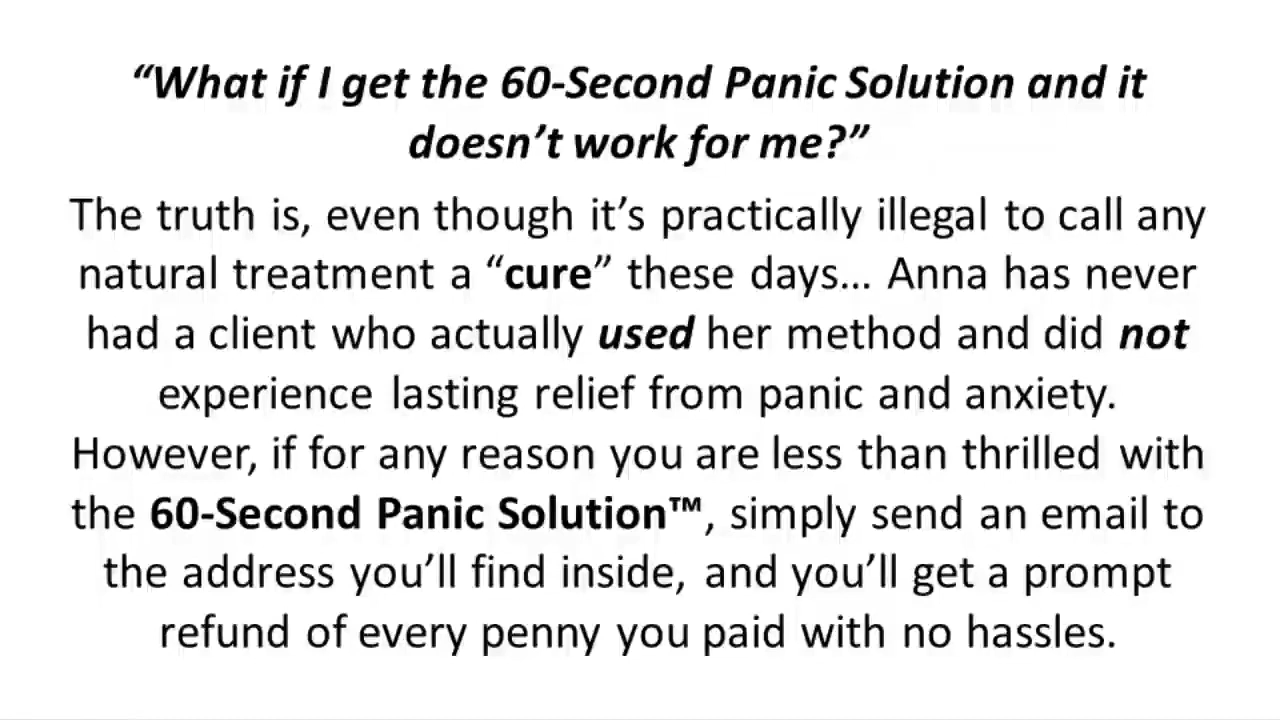 “What if I get the 60-Second Panic Solution and it
doesn’t work for me?”
The truth is, even though it’s practically illegal to call any
natural treatment a “cure” these days... Anna has never
had a client who actually used her method and did not
experience lasting relief from panic and anxiety.
However, if for any reason you are less than thrilled with
the 60-Second Panic Solution™, simply send an email to
the address you’ll find inside, and you’ll get a prompt
refund of every penny you paid with no hassles.